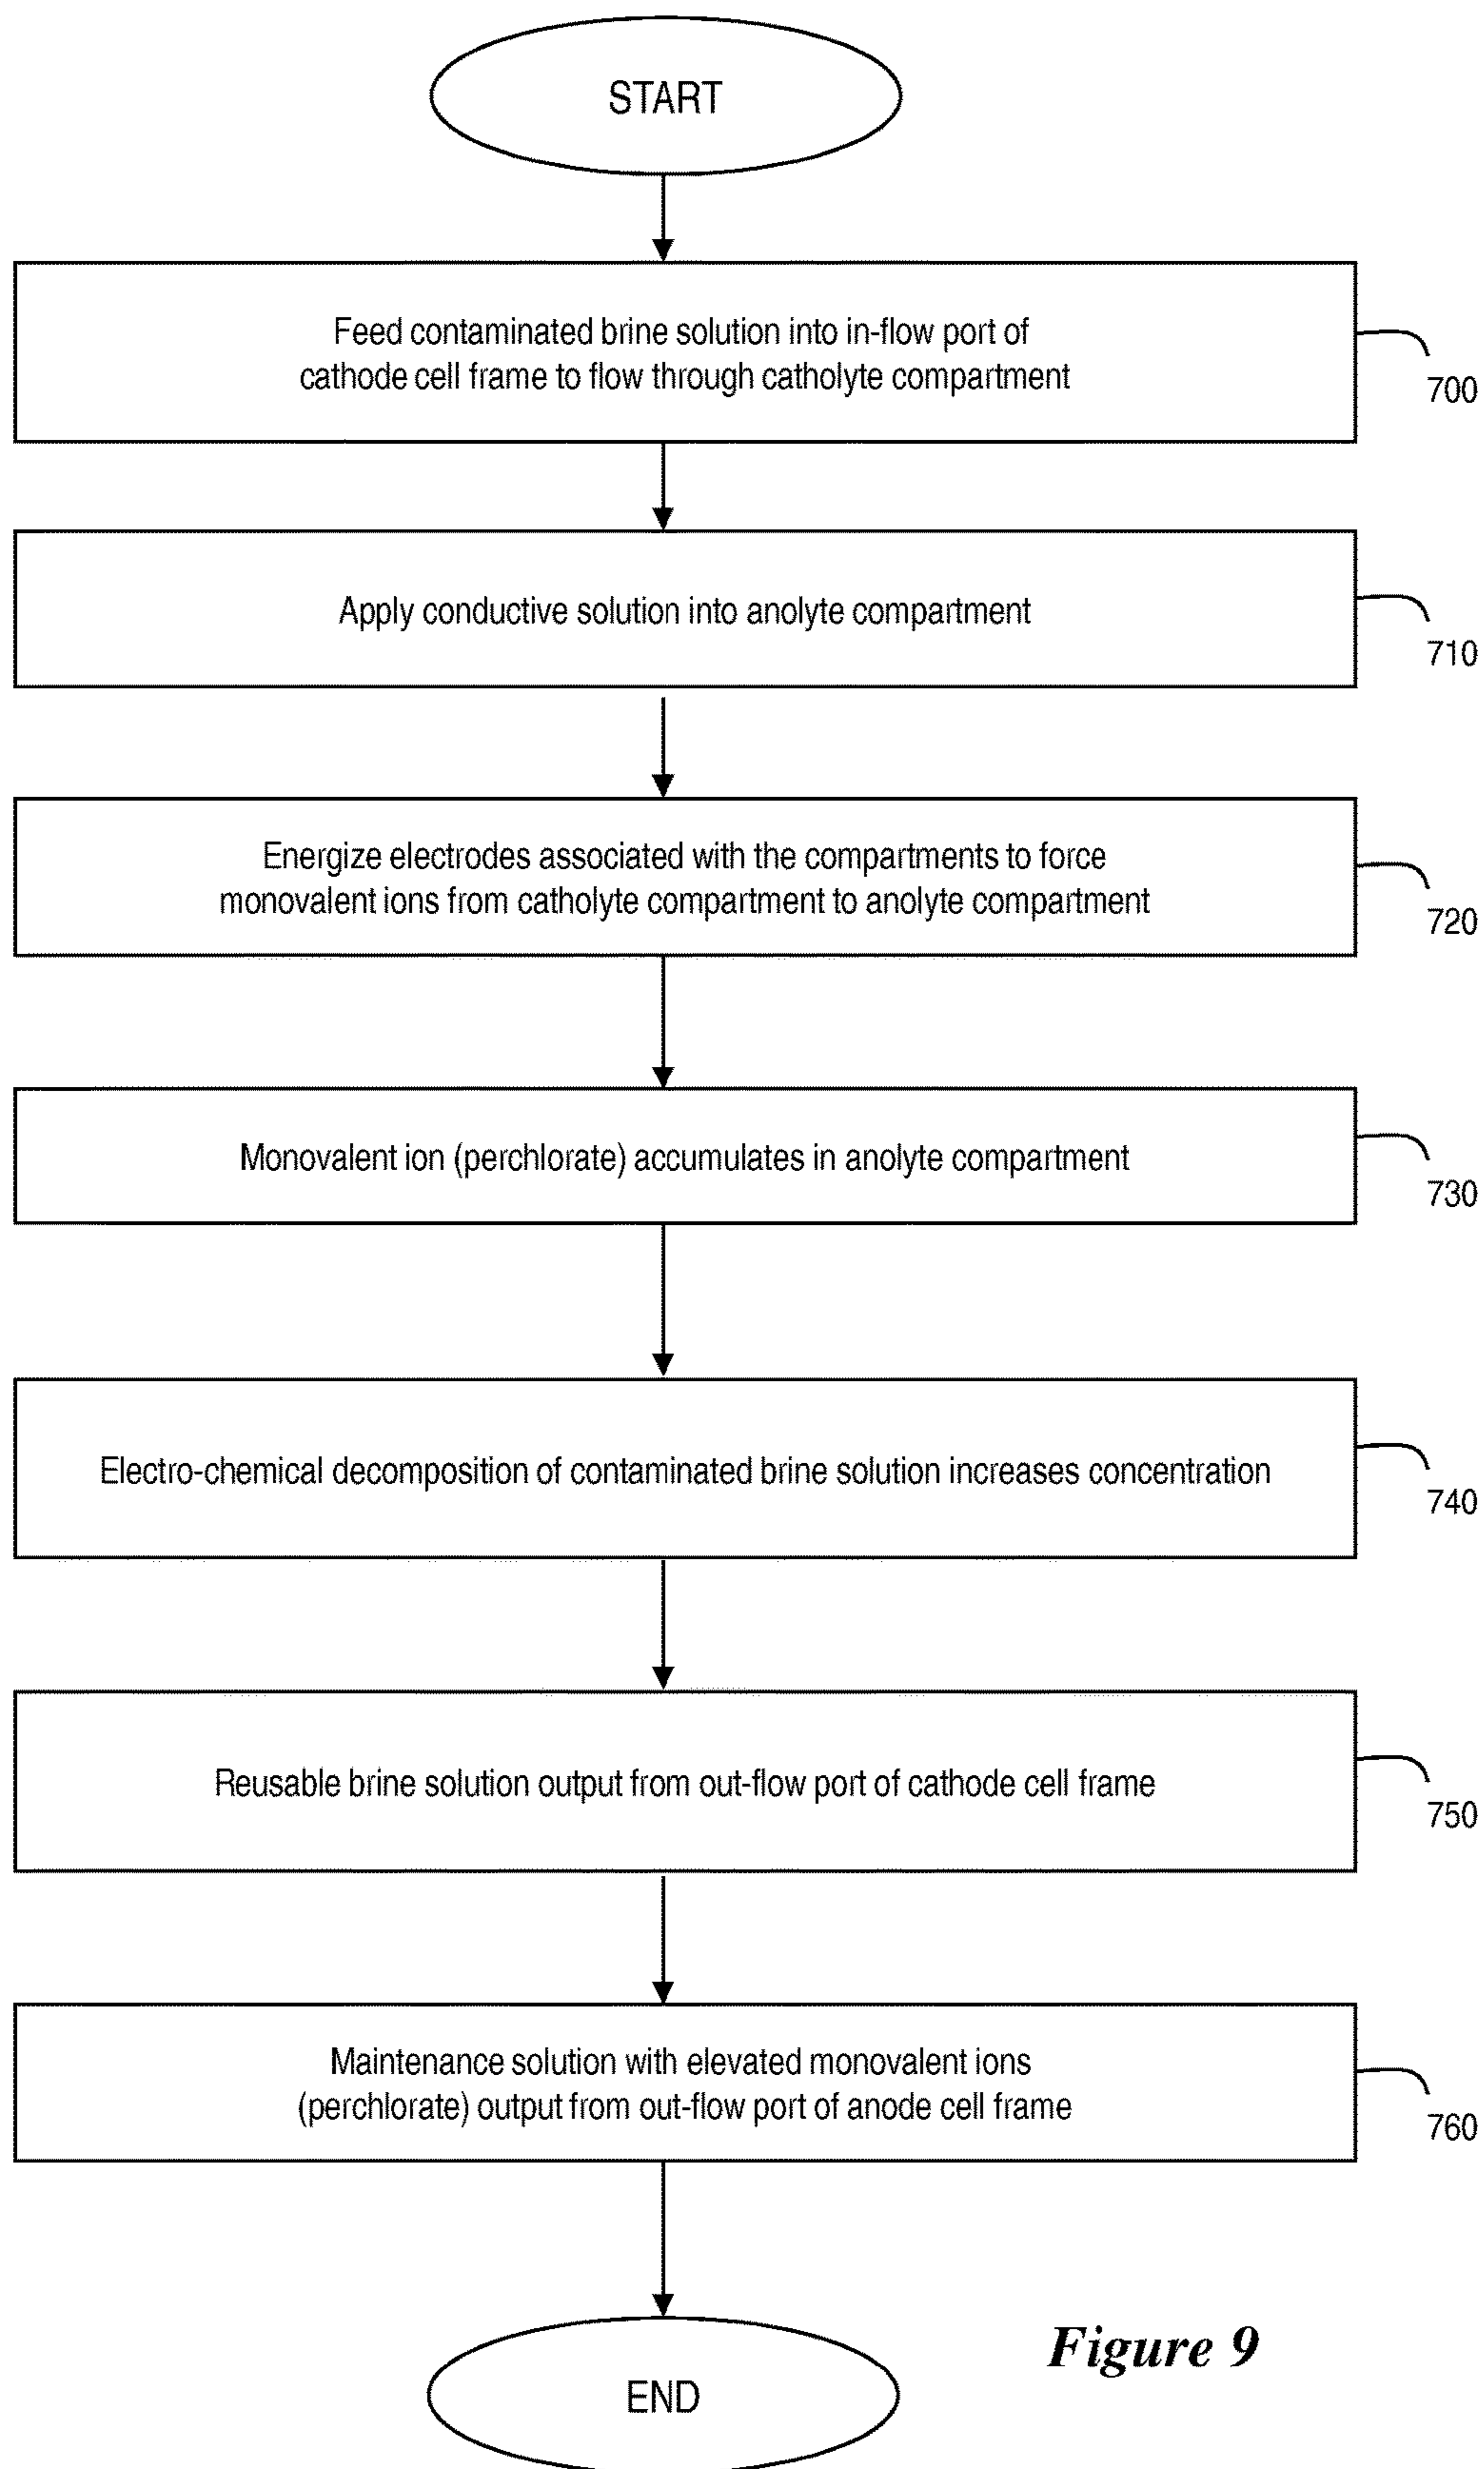 START
Feed contaminated brine solution into in-flow port of
cathode cell frame to flow through catholyte compartment
700
Apply conductive solution into anolyte compartment
710
Energize electrodes associated with the compartments to force
monovalent ions from catholyte compartment to anolyte compartment
720
Monovalent ion (perchlorate) accumulates in anolyte compartment
730
Electro-chemical decomposition of contaminated brine solution increases concentration
740
Reusable brine solution output from out-flow port of cathode cell frame
750
Maintenance solution with elevated monovalent ions
(perchlorate) output from out-flow port of anode cell frame
760
END
Figure 9